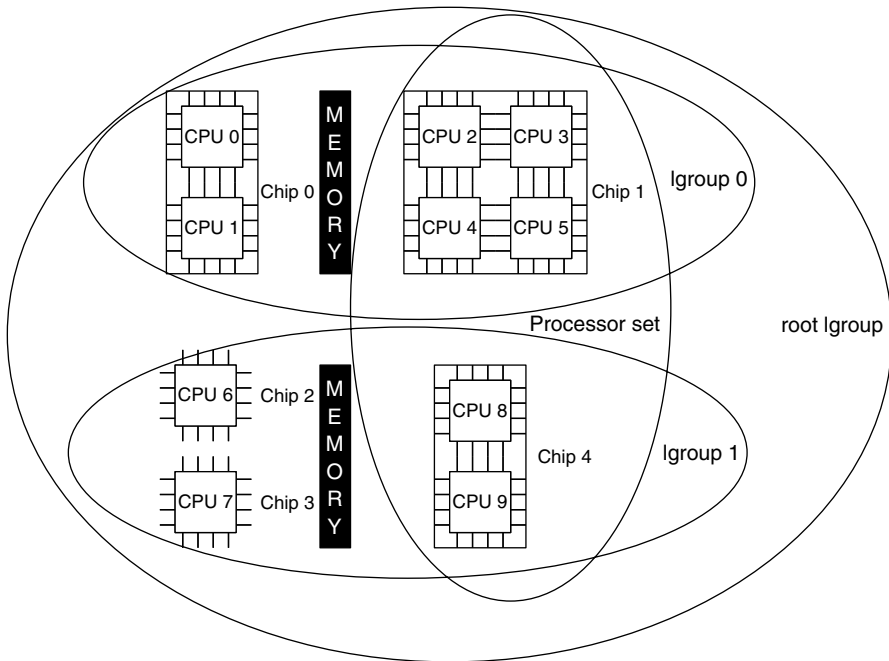 CPU 0
CPU 1
Chip 0
MEMORY
CPU 2
CPU 3
CPU 4
CPU 5
Chip 1
lgroup 0
Processor set
root lgroup
CPU 6
Chip 2
CPU 7
Chip 3
MEMORY
CPU 8
CPU 9
Chip 4
lgroup 1